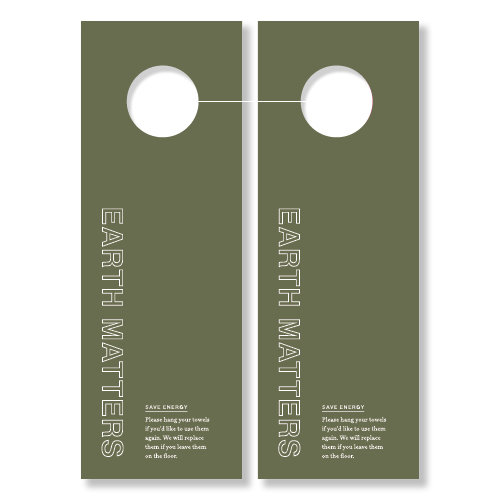 EARTH MATTERS
SAVE ENERGY
Please hang your towels
if you'd like to use them
again. We will replace
them if you leave them
on the floor.
EARTH MATTERS
SAVE ENERGY
Please hang your towels
if you'd like to use them
again. We will replace
them if you leave them
on the floor.